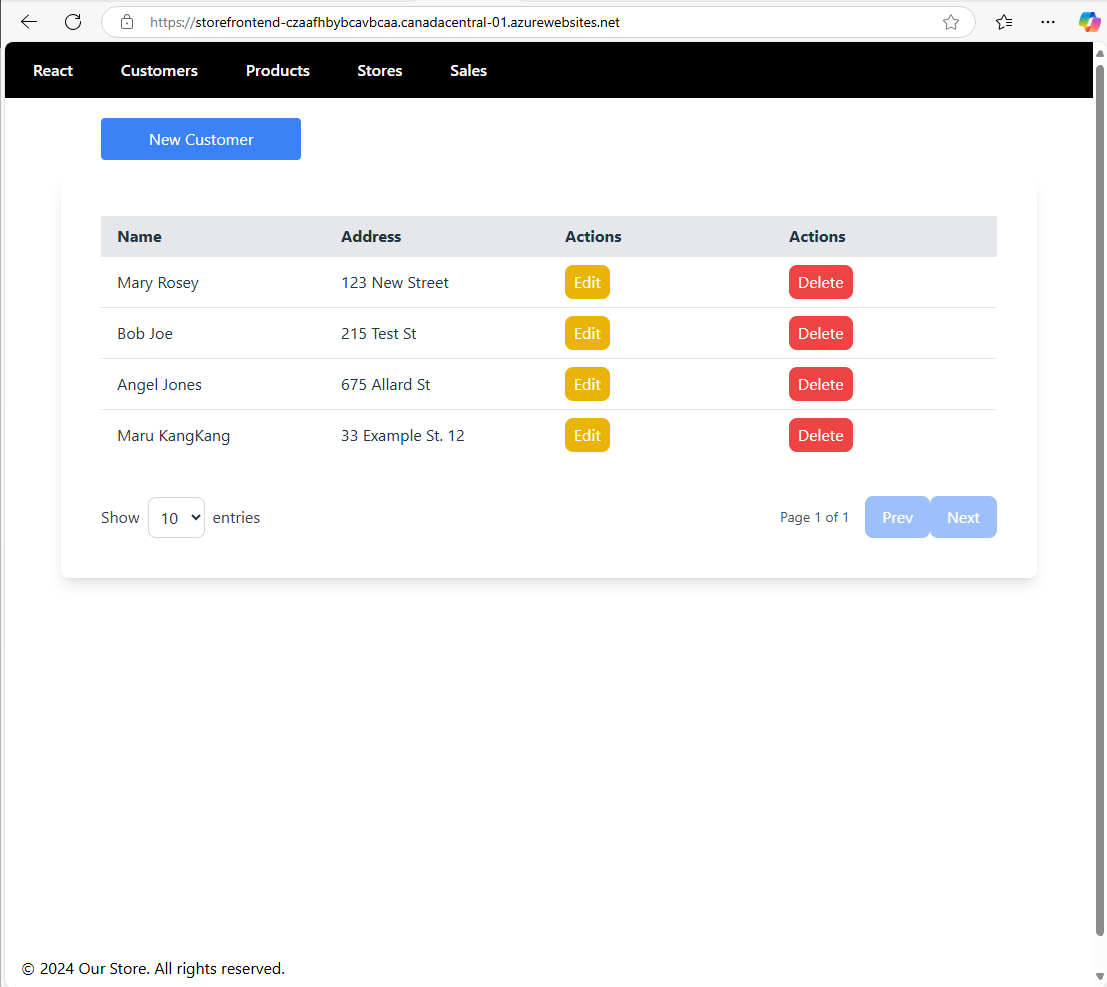 https://storefrontend-czaafhbybcavbcaa.canadacentral-01.azurewebsites.net
React Customers Products Stores Sales
New Customer
Name Address Actions Actions
Mary Rosey 123 New Street Edit Delete
Bob Joe 215 Test St Edit Delete
Angel Jones 675 Allard St Edit Delete
Maru KangKang 33 Example St. 12 Edit Delete
Show 10 entries Page 1 of 1 Prev Next
© 2024 Our Store. All rights reserved.